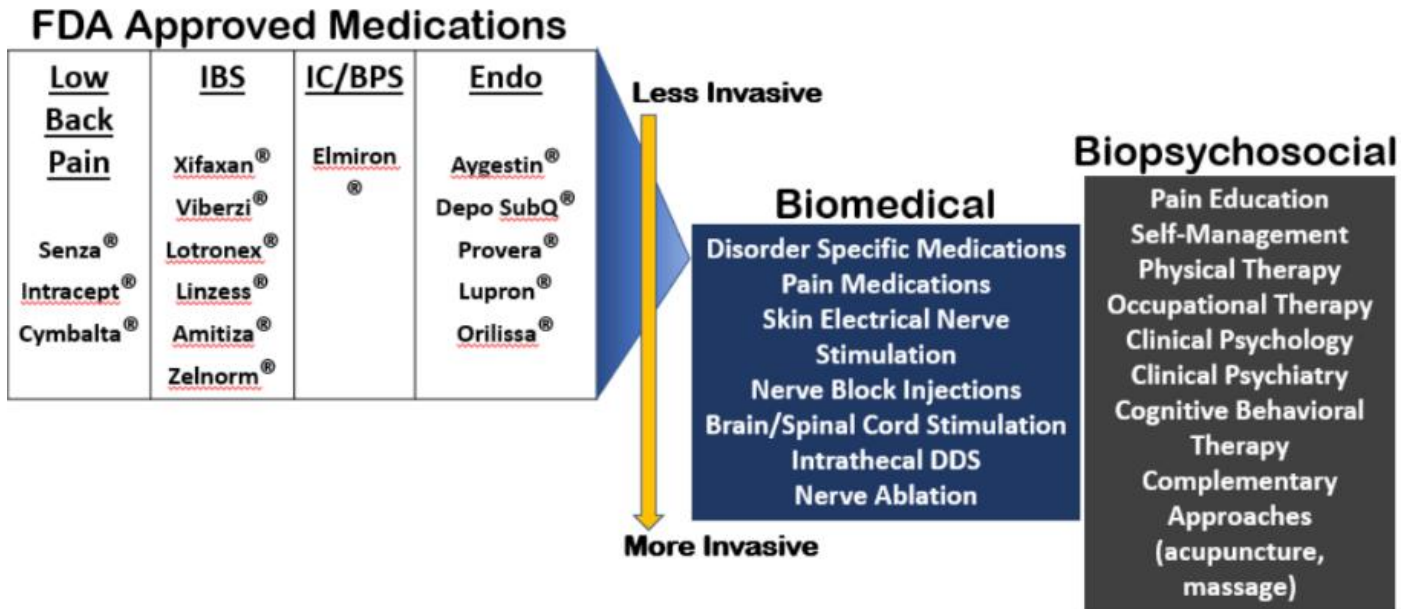 FDA Approved Medications
Low
Back
Pain
Senza®
Intracept®
Cymbalta®
IBS
Xifaxan®
Viberzi®
Lotronex®
Linzess®
Amitiza®
Zelnorm®
IC/BPS
Elmiron
®
Endo
Aygestin®
Depo SubQ®
Provera®
Lupron®
Orilissa®
Less Invasive
More Invasive
Biomedical
Disorder Specific Medications
Pain Medications
Skin Electrical Nerve
Stimulation
Nerve Block Injections
Brain/Spinal Cord Stimulation
Intrathecal DDS
Nerve Ablation
Biopsychosocial
Pain Education
Self-Management
Physical Therapy
Occupational Therapy
Clinical Psychology
Clinical Psychiatry
Cognitive Behavioral
Therapy
Complementary
Approaches
(acupuncture,
massage)